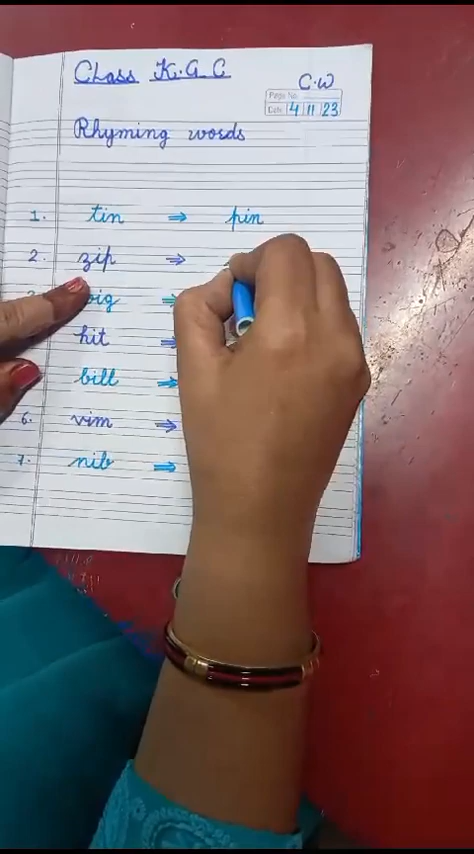 Class K.G C
C.W
Page No.
Date 4 11 23
Rhyming words
1. tin ⇒ pin
2. zip ⇒
ig ⇒
hit ⇒
bill ⇒
6. vim ⇒
7. nib ⇒